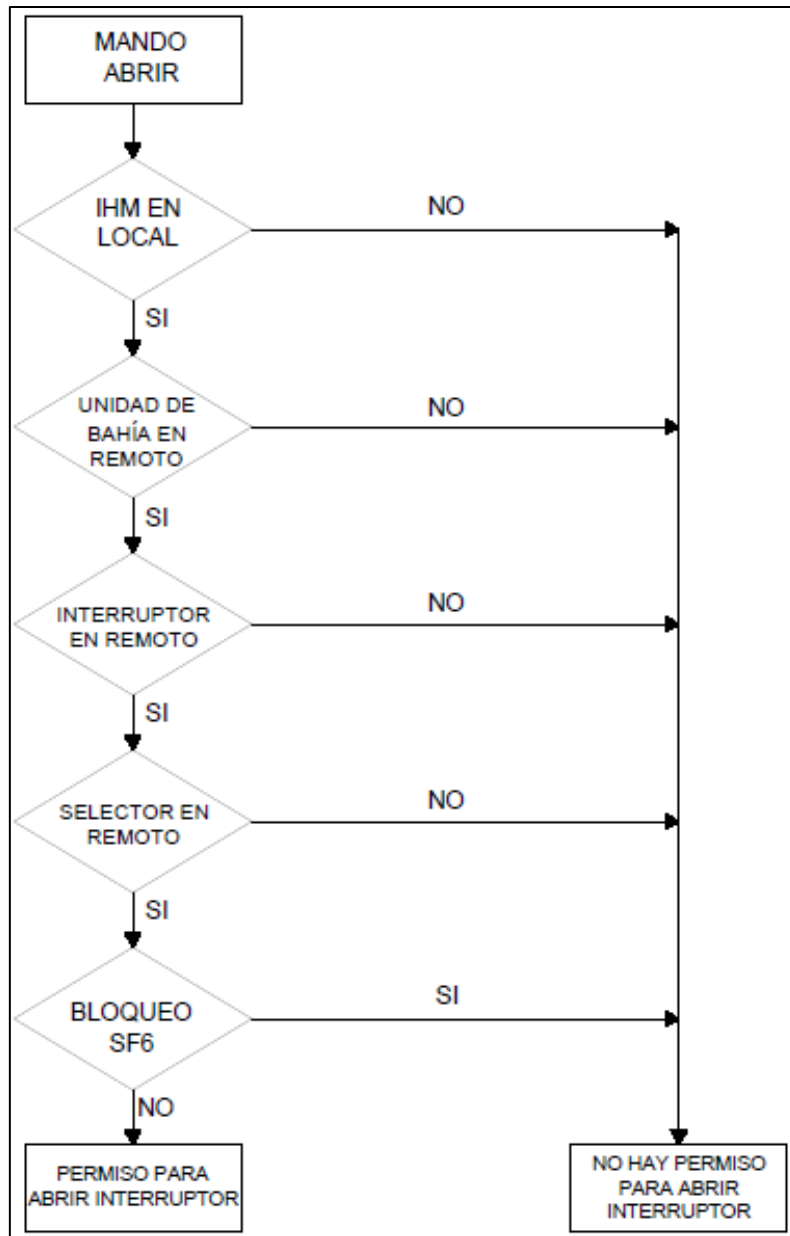 MANDO
ABRIR
IHM EN
LOCAL
NO
SI
UNIDAD DE
BAHÍA EN
REMOTO
NO
SI
INTERRUPTOR
EN REMOTO
NO
SI
SELECTOR EN
REMOTO
NO
SI
BLOQUEO
SF6
SI
NO
PERMISO PARA
ABRIR INTERRUPTOR
NO HAY PERMISO
PARA ABRIR
INTERRUPTOR